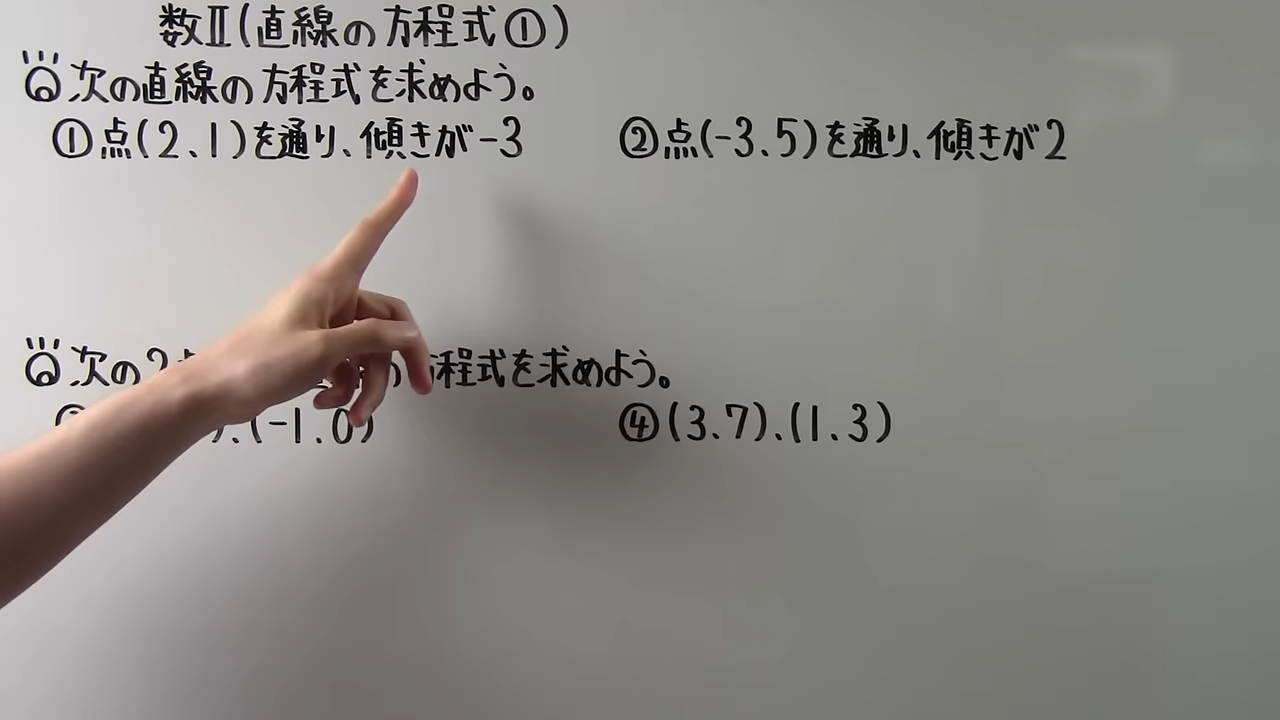 数Ⅱ(直線の方程式①)
Q 次の直線の方程式を求めよう。
①点(2、1)を通り、傾きが-3
②点(-3、5)を通り、傾きが2
Q 次の2 方程式を求めよう。
)、(-1、0)
④(3、7)、(1、3)